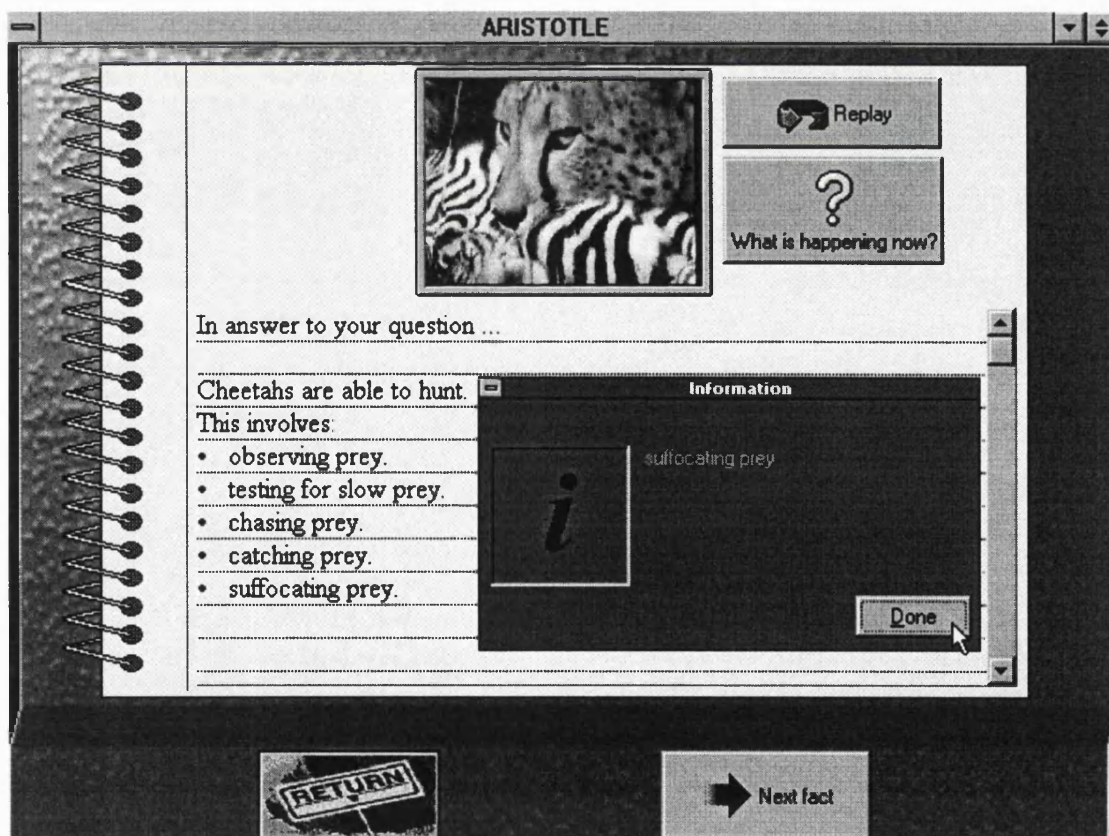 ARISTOTLE
Replay
?
What is happening now?
In answer to your question ...
Cheetahs are able to hunt.
This involves:
• observing prey.
• testing for slow prey.
• chasing prey.
• catching prey.
• suffocating prey.
Information
i
suffocating prey
Done
RETURN
Next fact